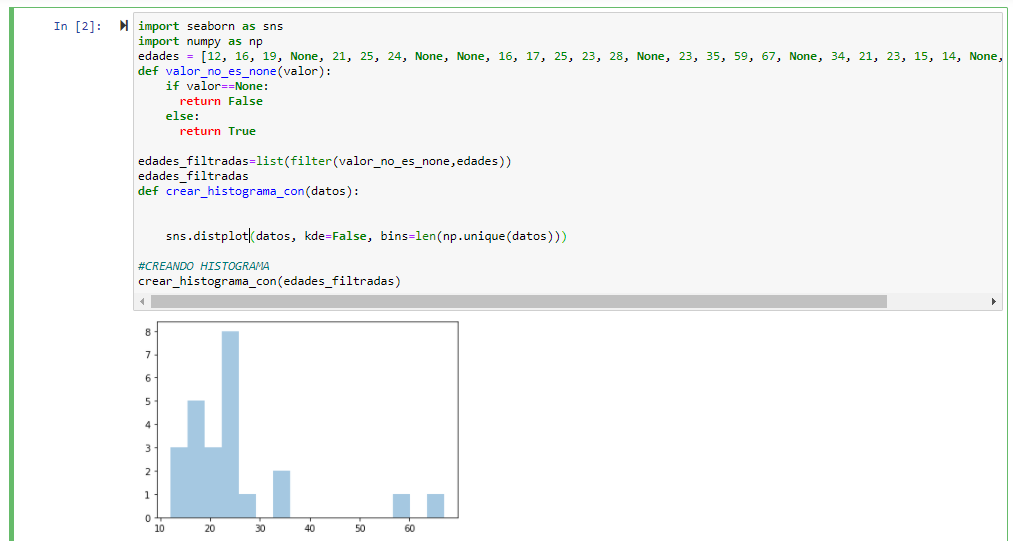 In [2]:
import seaborn as sns
import numpy as np
edades = [12, 16, 19, None, 21, 25, 24, None, None, 16, 17, 25, 23, 28, None, 23, 35, 59, 67, None, 34, 21, 23, 15, 14, None,
def valor_no_es_none(valor):
    if valor==None:
      return False
    else:
      return True
edades_filtradas=list(filter(valor_no_es_none,edades))
edades_filtradas
def crear_histograma_con(datos):
    sns.distplot(datos, kde=False, bins=len(np.unique(datos)))
#CREANDO HISTOGRAMA
crear_histograma_con(edades_filtradas)
8
7
6
5
4
3
2
1
0
10 20 30 40 50 60